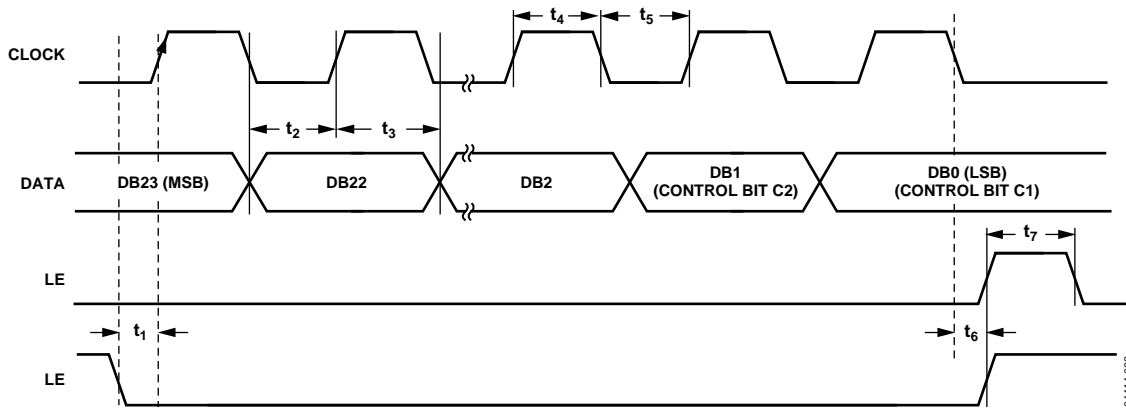 t4
t5
CLOCK
t2
t3
DATA
DB23 (MSB)
DB22
DB2
DB1
(CONTROL BIT C2)
DB0 (LSB)
(CONTROL BIT C1)
t7
LE
t1
t6
LE